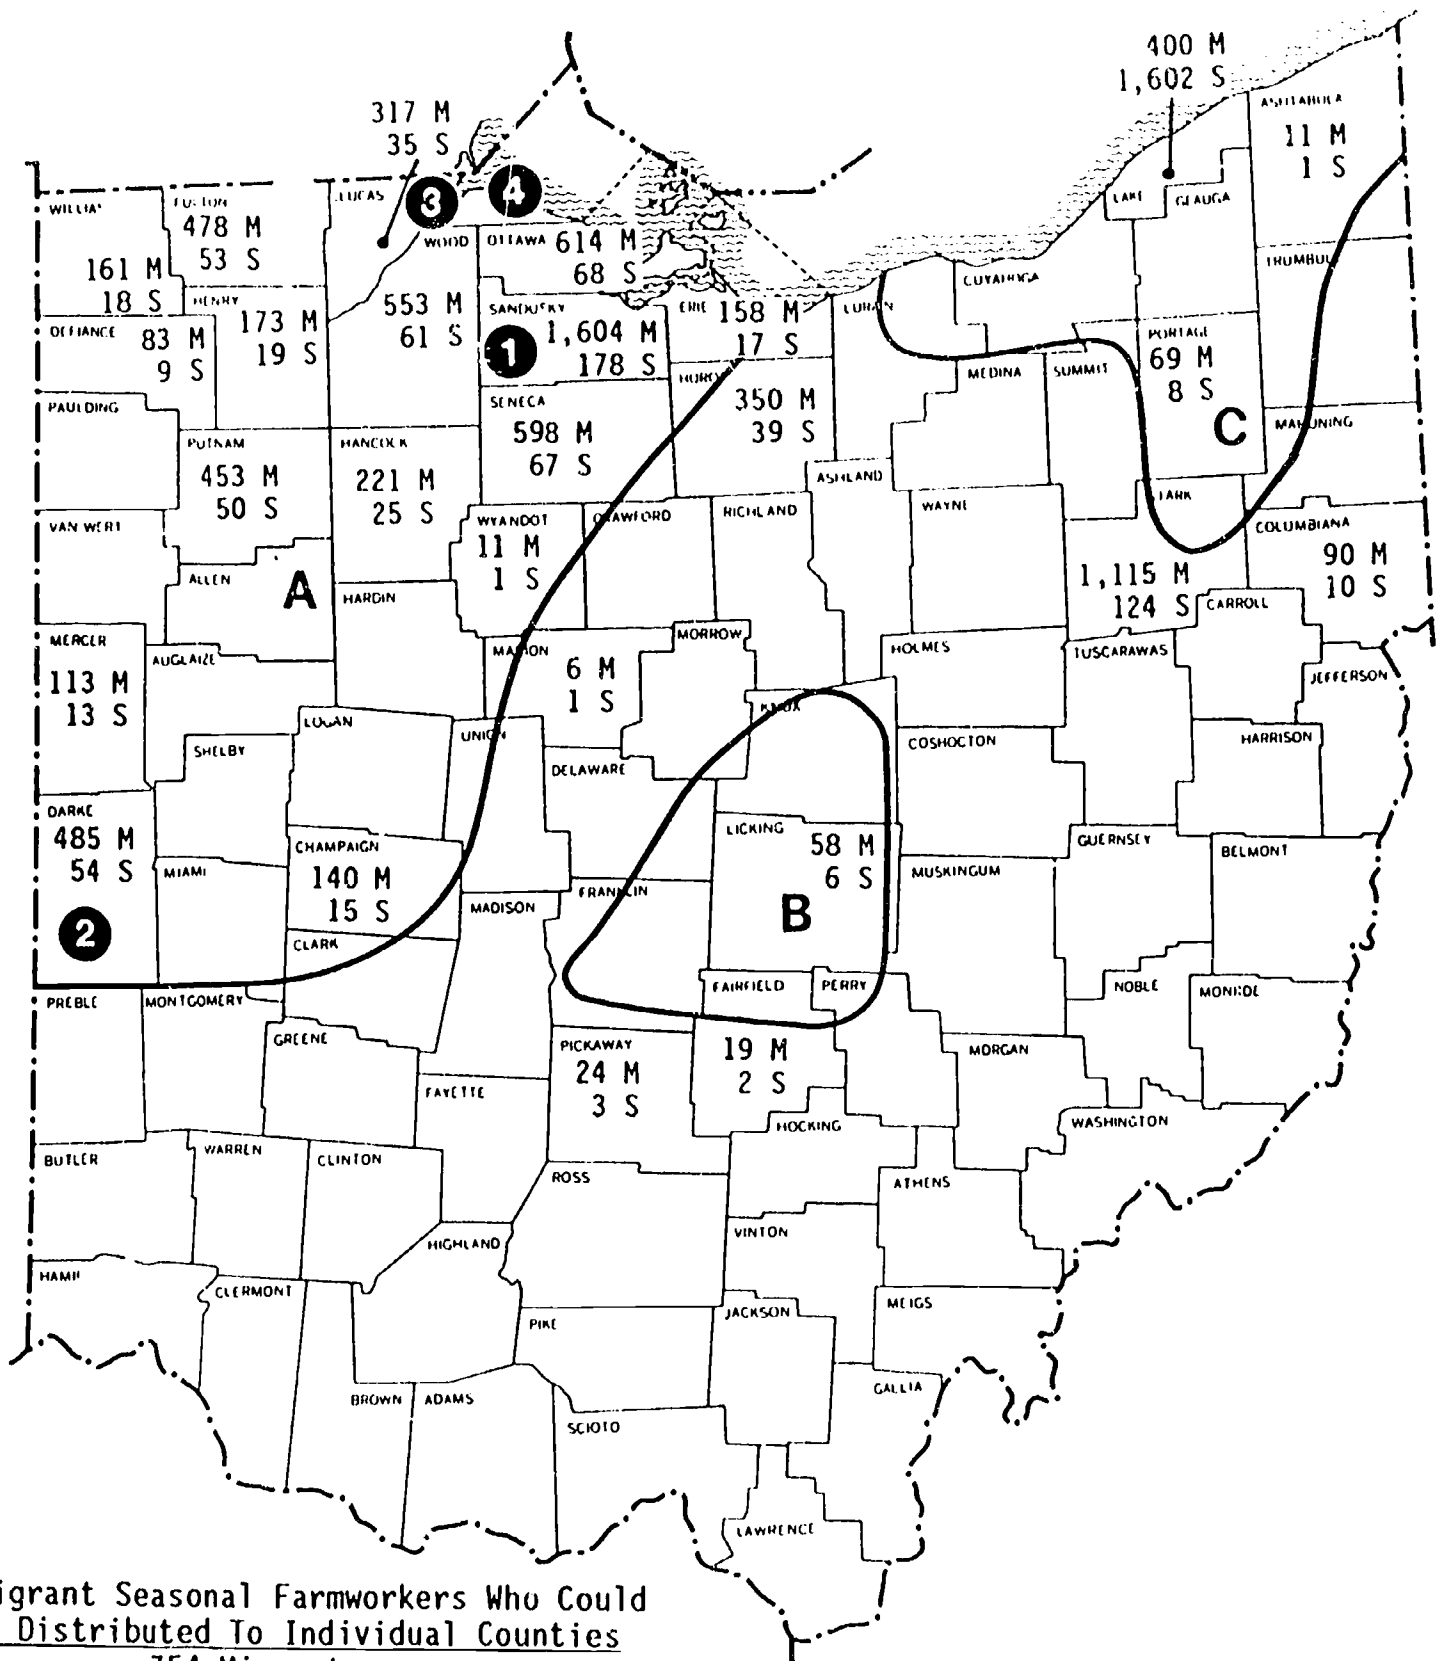 400 M
1,602 S
ASHTABULA
11 M
1 S
317 M
35 S
3
4
LUCAS
LAKE
GEAUGA
FULTON
478 M
53 S
161 M
18 S
WOOD
OTTAWA 614 M
68 S
CUYAHOGA
HENRY
173 M
19 S
DEFIANCE 83 M
9 S
553 M
61 S
SANDUSKY
1
1,604 M
178 S
ERIE 158 M
17 S
PORTAGE
69 M
8 S
C
MEDINA
SUMMIT
PAULDING
PUTNAM
453 M
50 S
HANCOCK
221 M
25 S
SENECA
598 M
67 S
350 M
39 S
MAHONING
ASHLAND
VAN WERT
WYANDOT
11 M
1 S
CRAWFORD
RICHLAND
WAYNE
COLUMBIANA
90 M
10 S
ALLEN
A
HARDIN
1,115 M
124 S
CARROLL
MERCER
113 M
13 S
AUGLAIZE
MARION
6 M
1 S
MORROW
HOLMES
TUSCARAWAS
JEFFERSON
LOGAN
SHELBY
UNION
DELAWARE
KNOX
COSHOCTON
HARRISON
DARKE
485 M
54 S
2
MIAMI
CHAMPAIGN
140 M
15 S
CLARK
MADISON
FRANKLIN
LICKING
58 M
6 S
B
MUSKINGUM
GUERNSEY
BELMONT
PREBLE
MONTGOMERY
FAIRFIELD
PERRY
NOBLE
MONROE
GREENE
FAYETTE
PICKAWAY
24 M
3 S
19 M
2 S
MORGAN
HOCKING
WASHINGTON
BUTLER
WARREN
CLINTON
ROSS
ATHENS
HIGHLAND
VINTON
CLERMONT
PIKE
JACKSON
MEIGS
BROWN
ADAMS
SCIOTO
GALLIA
LAWRENCE
igrant Seasonal Farmworkers Who Could
Distributed To Individual Counties